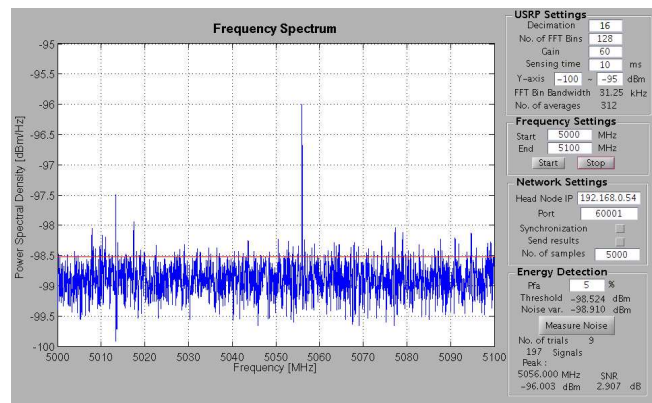 Frequency Spectrum
Power Spectral Density [dBm/Hz]
-95
-95.5
-96
-96.5
-97
-97.5
-98
-98.5
-99
-99.5
-100
5000 5010 5020 5030 5040 5050 5060 5070 5080 5090 5100
Frequency [MHz]
USRP Settings
Decimation 16
No. of FFT Bins 128
Gain 60
Sensing time 10 ms
Y-axis -100 ~ -95 dBm
FFT Bin Bandwidth 31.25 kHz
No. of averages 312
Frequency Settings
Start 5000 MHz
End 5100 MHz
Start Stop
Network Settings
Head Node IP 192.168.0.54
Port 60001
Synchronization
Send results
No. of samples 5000
Energy Detection
Pfa 5 %
Threshold -98.524 dBm
Noise var. -98.910 dBm
Measure Noise
No. of trials 9
197 Signals
Peak :
5056.000 MHz SNR
-96.003 dBm 2.907 dB